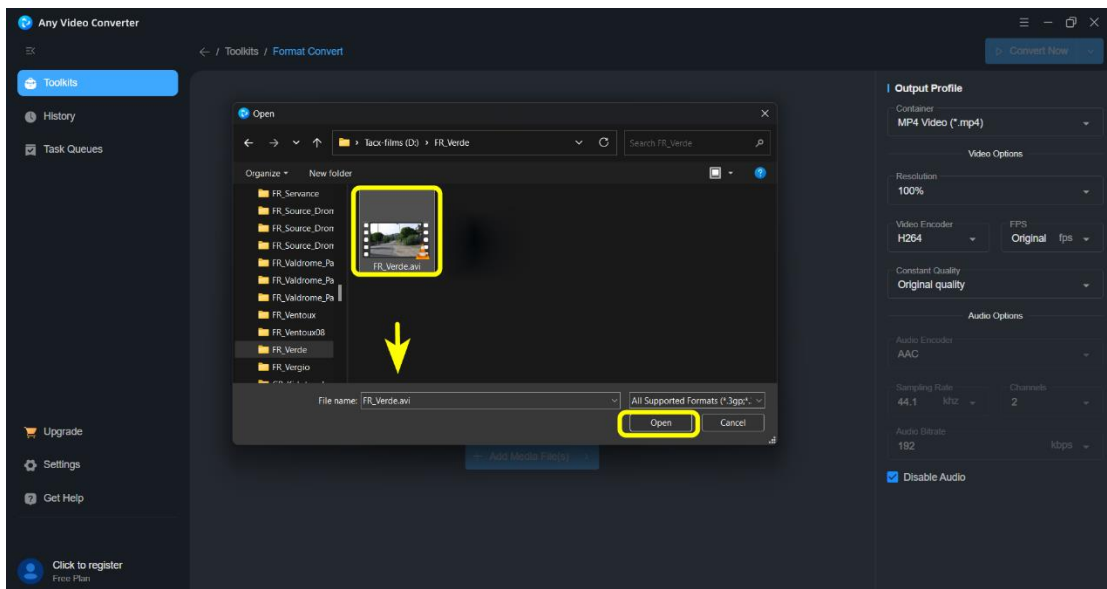 Any Video Converter
← / Toolkits / Format Convert
Convert Now
Toolkits
History
Task Queues
Upgrade
Settings
Get Help
Click to register
Free Plan
Open
Tacx-films (D:) › FR_Verde
Search FR_Verde
Organize
New folder
FR_Servance
FR_Source_Dron
FR_Source_Dron
FR_Source_Dron
FR_Valdrome_Pa
FR_Valdrome_Pa
FR_Valdrome_Pa
FR_Ventoux
FR_Ventoux08
FR_Verde
FR_Vergio
FR_Verde.avi
File name: FR_Verde.avi
All Supported Formats (*.3gp;*.
Open
Cancel
+ Add Media File(s)
Output Profile
Container
MP4 Video (*.mp4)
Video Options
Resolution
100%
Video Encoder
H264
FPS
Original fps
Constant Quality
Original quality
Audio Options
Audio Encoder
AAC
Sampling Rate
44.1 khz
Channels
2
Audio Bitrate
192 kbps
Disable Audio